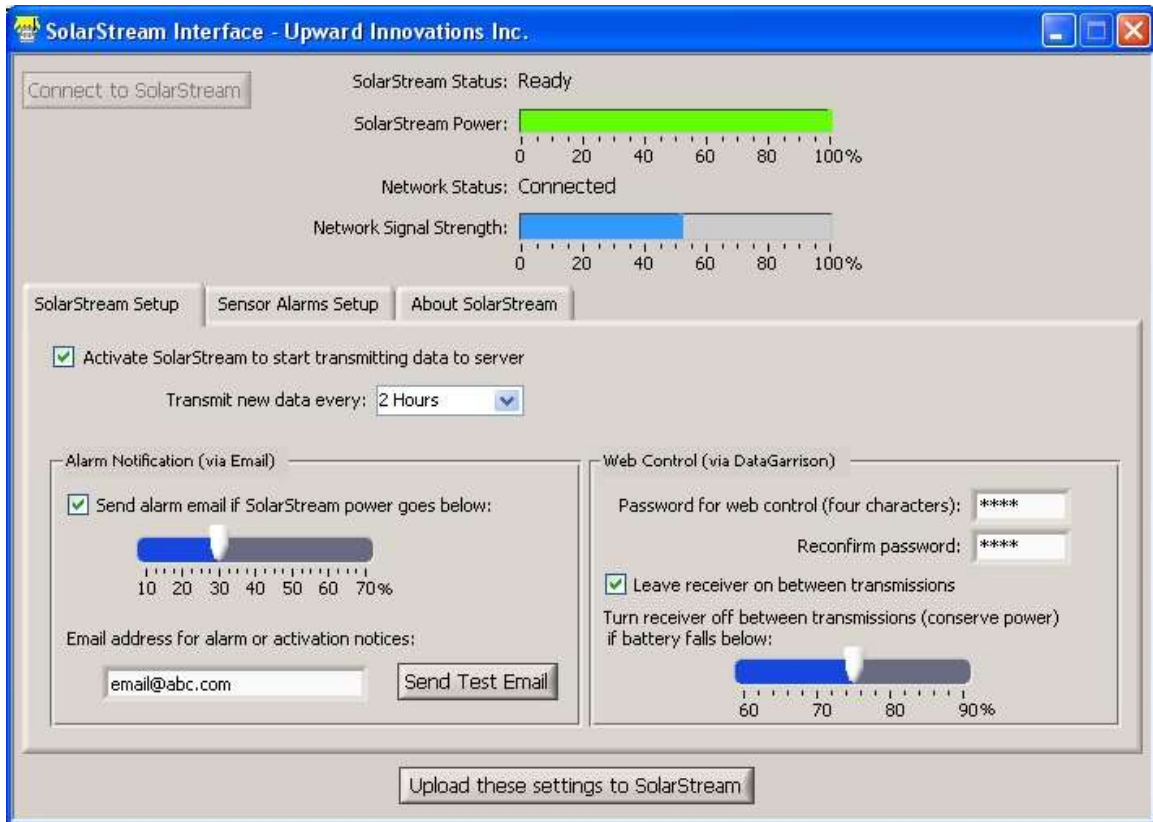 SolarStream Interface - Upward Innovations Inc.
Connect to SolarStream
SolarStream Status: Ready
SolarStream Power:
0 20 40 60 80 100%
Network Status: Connected
Network Signal Strength:
0 20 40 60 80 100%
SolarStream Setup
Sensor Alarms Setup
About SolarStream
Activate SolarStream to start transmitting data to server
Transmit new data every: 2 Hours
Alarm Notification (via Email)
Send alarm email if SolarStream power goes below:
10 20 30 40 50 60 70%
Email address for alarm or activation notices:
email@abc.com
Send Test Email
Web Control (via DataGarrison)
Password for web control (four characters): ****
Reconfirm password: ****
Leave receiver on between transmissions
Turn receiver off between transmissions (conserve power)
if battery falls below:
60 70 80 90%
Upload these settings to SolarStream